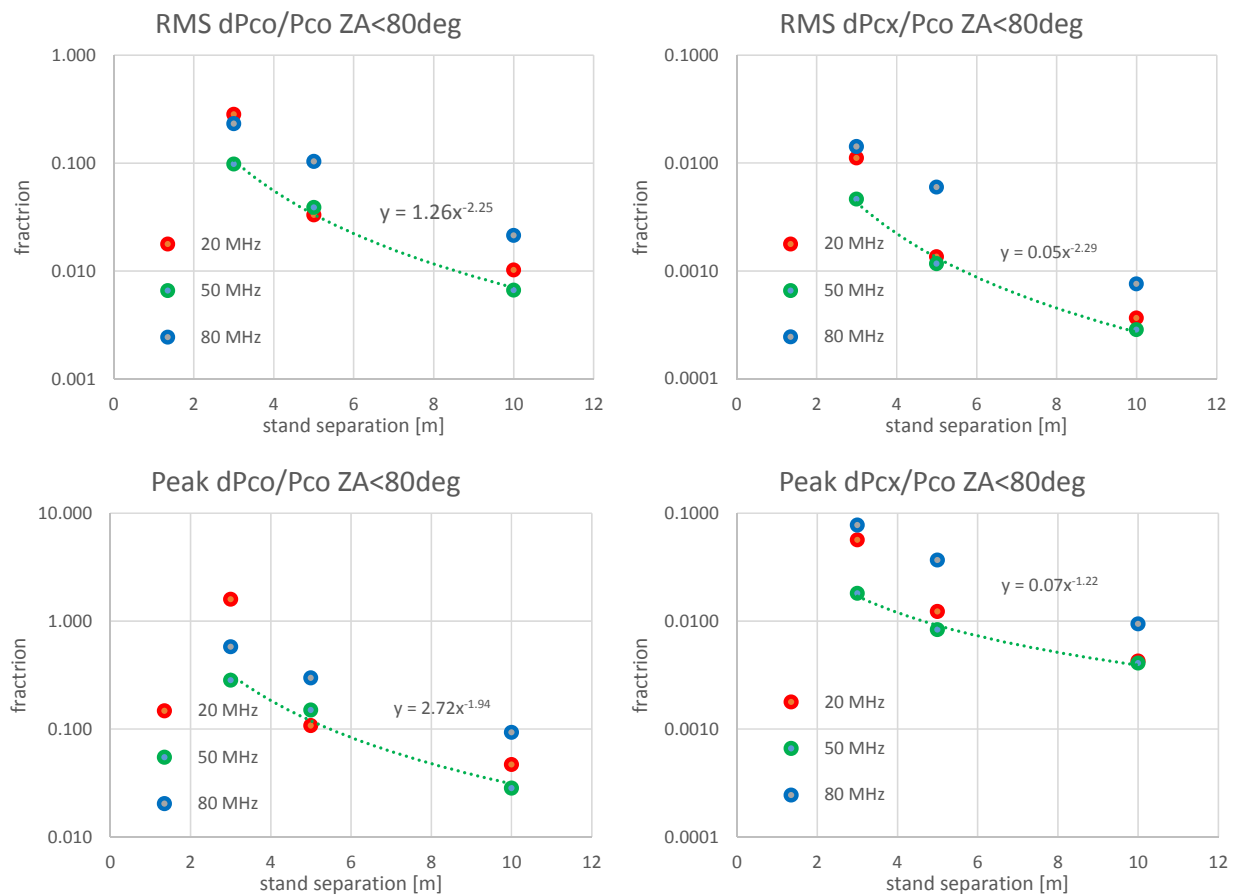 RMS dPco/Pco ZA<80deg
1.000
0.100
0.010
0.001
fractrion
y = 1.26x-2.25
20 MHz
50 MHz
80 MHz
0 2 4 6 8 10 12
stand separation [m]
RMS dPcx/Pco ZA<80deg
0.1000
0.0100
0.0010
0.0001
fractrion
y = 0.05x-2.29
20 MHz
50 MHz
80 MHz
0 2 4 6 8 10 12
stand separation [m]
Peak dPco/Pco ZA<80deg
10.000
1.000
0.100
0.010
fractrion
y = 2.72x-1.94
20 MHz
50 MHz
80 MHz
0 2 4 6 8 10 12
stand separation [m]
Peak dPcx/Pco ZA<80deg
0.1000
0.0100
0.0010
0.0001
fractrion
y = 0.07x-1.22
20 MHz
50 MHz
80 MHz
0 2 4 6 8 10 12
stand separation [m]